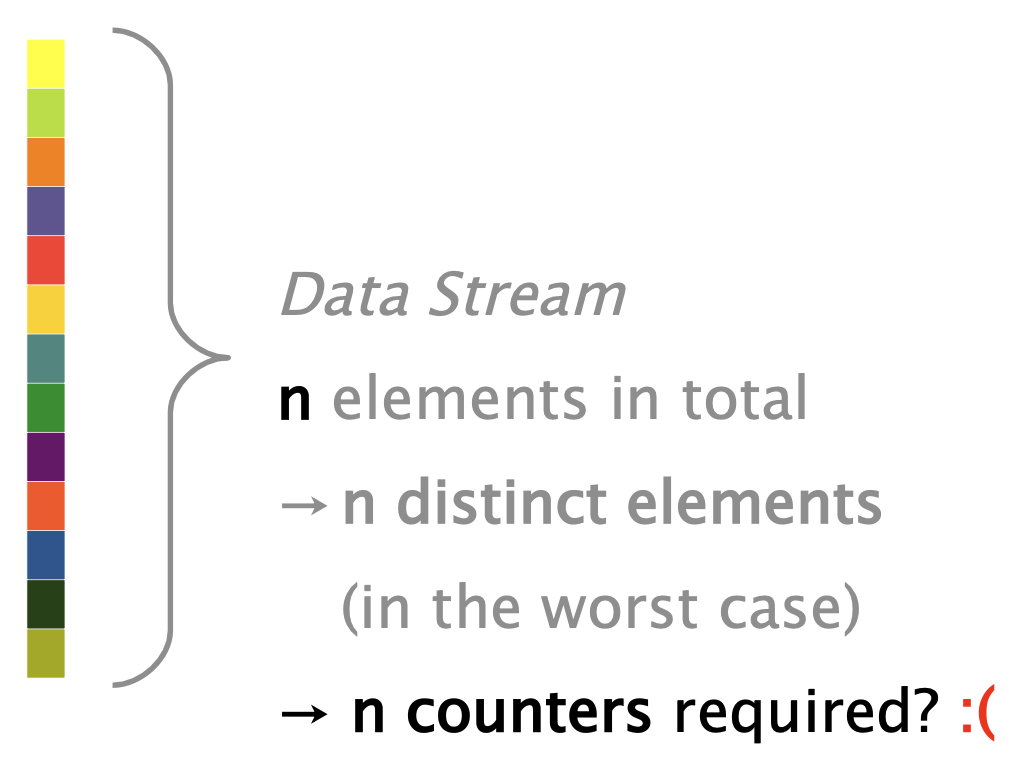 Data Stream
n elements in total
→ n distinct elements
(in the worst case)
→ n counters required? :(